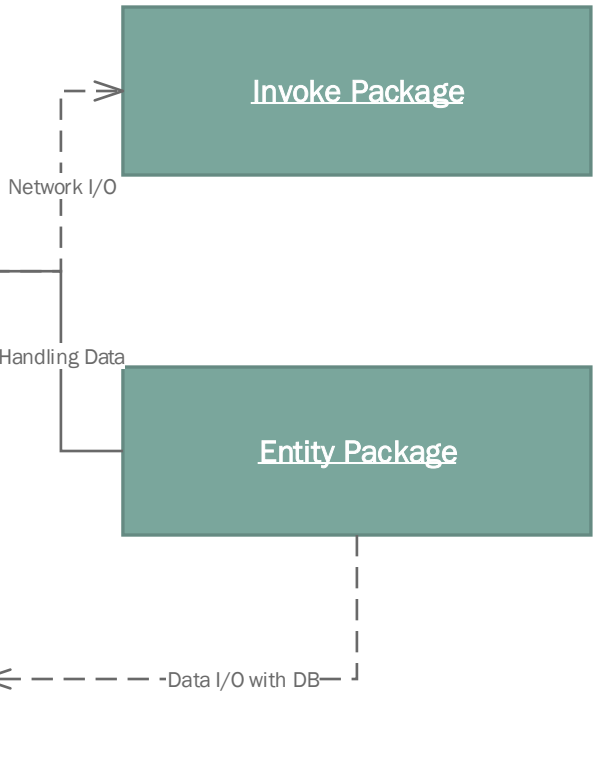 Invoke Package
Network I/O
Handling Data
Entity Package
Data I/O with DB